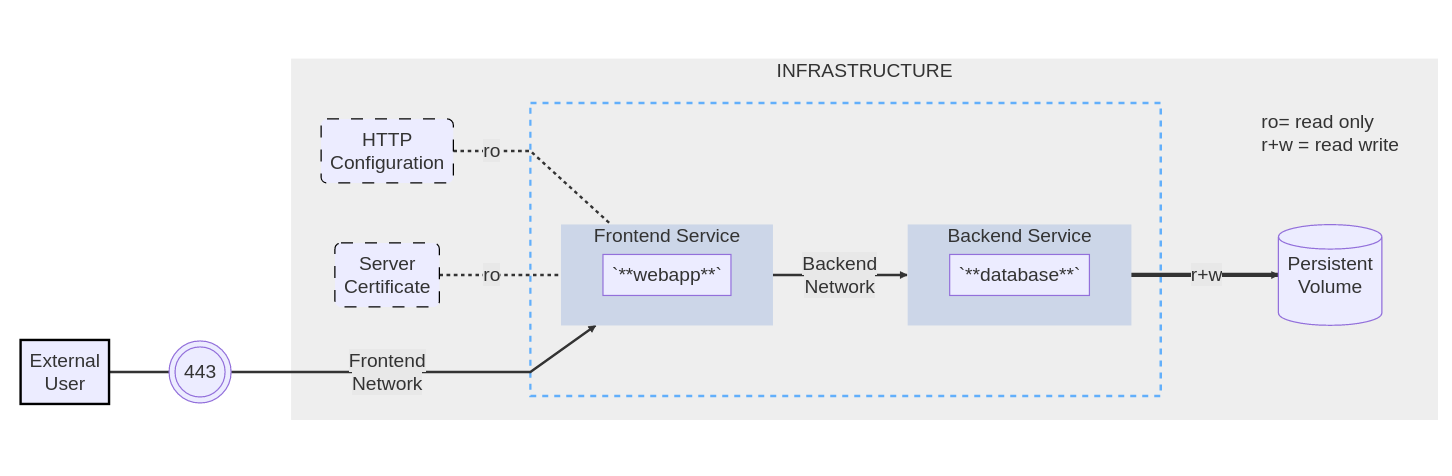 INFRASTRUCTURE
HTTP
Configuration
ro
ro= read only
r+w = read write
Server
Certificate
ro
Frontend Service
`**webapp**`
Backend
Network
Backend Service
`**database**`
r+w
Persistent
Volume
External
User
443
Frontend
Network